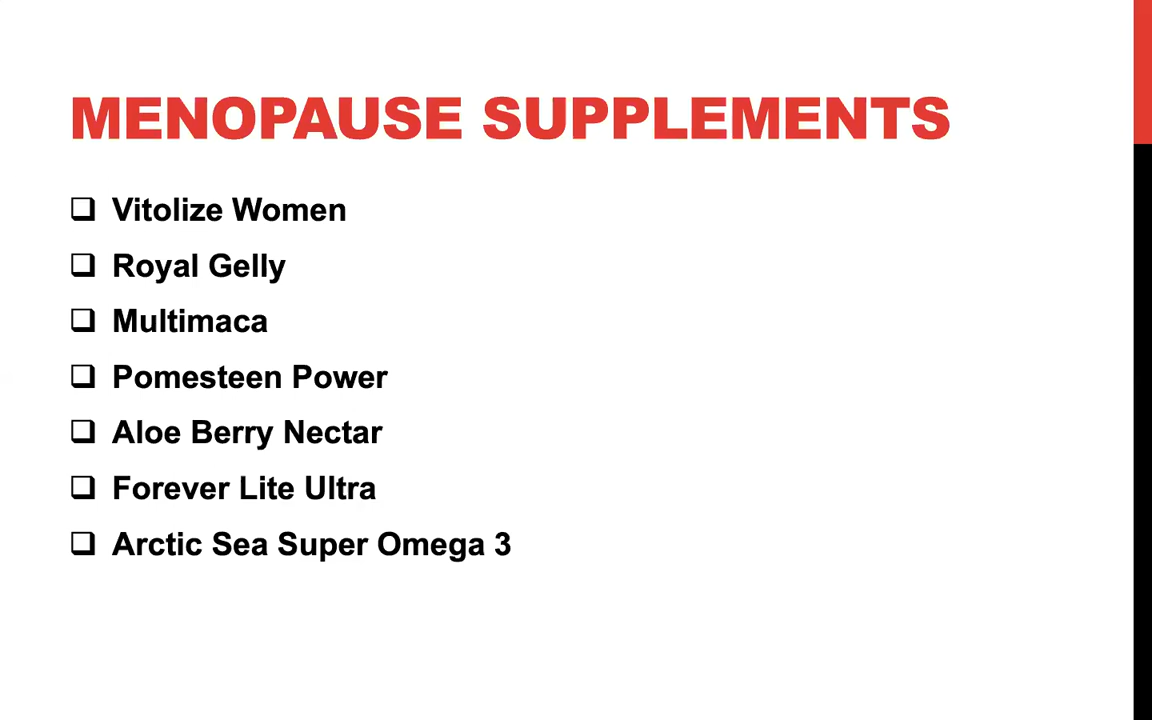 MENOPAUSE SUPPLEMENTS
Vitolize Women
Royal Gelly
Multimaca
Pomesteen Power
Aloe Berry Nectar
Forever Lite Ultra
Arctic Sea Super Omega 3